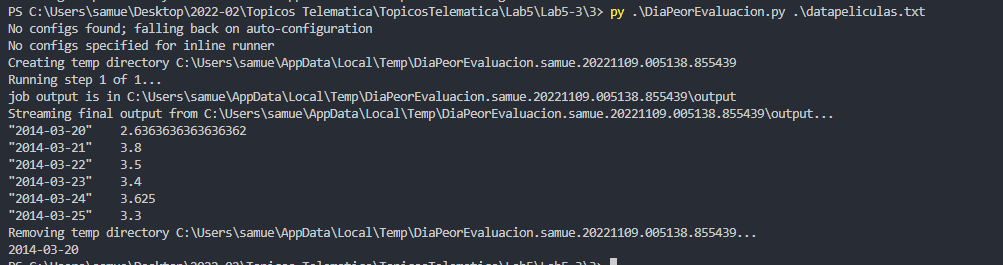 PS C:\Users\samue\Desktop\2022-02\Topicos Telematica\TopicosTelematica\Lab5\Lab5-3\3> py .\DiaPeorEvaluacion.py .\datapeliculas.txt
No configs found; falling back on auto-configuration
No configs specified for inline runner
Creating temp directory C:\Users\samue\AppData\Local\Temp\DiaPeorEvaluacion.samue.20221109.005138.855439
Running step 1 of 1...
job output is in C:\Users\samue\AppData\Local\Temp\DiaPeorEvaluacion.samue.20221109.005138.855439\output
Streaming final output from C:\Users\samue\AppData\Local\Temp\DiaPeorEvaluacion.samue.20221109.005138.855439\output...
"2014-03-20"    2.6363636363636362
"2014-03-21"    3.8
"2014-03-22"    3.5
"2014-03-23"    3.4
"2014-03-24"    3.625
"2014-03-25"    3.3
Removing temp directory C:\Users\samue\AppData\Local\Temp\DiaPeorEvaluacion.samue.20221109.005138.855439...
2014-03-20
PS C:\Users\samue\Desktop\2022-02\Topicos Telematica\TopicosTelematica\Lab5\Lab5-3\3>